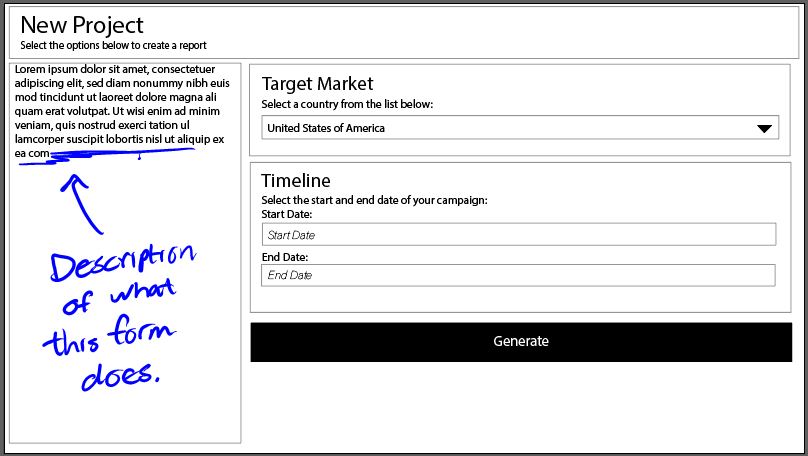 New Project
Select the options below to create a report
Lorem ipsum dolor sit amet, consectetuer
adipiscing elit, sed diam nonummy nibh euis
mod tincidunt ut laoreet dolore magna ali
quam erat volutpat. Ut wisi enim ad minim
veniam, quis nostrud exerci tation ul
lamcorper suscipit lobortis nisl ut aliquip ex
ea com
Description
of what
this form
does.
Target Market
Select a country from the list below:
United States of America
Timeline
Select the start and end date of your campaign:
Start Date:
Start Date
End Date:
End Date
Generate